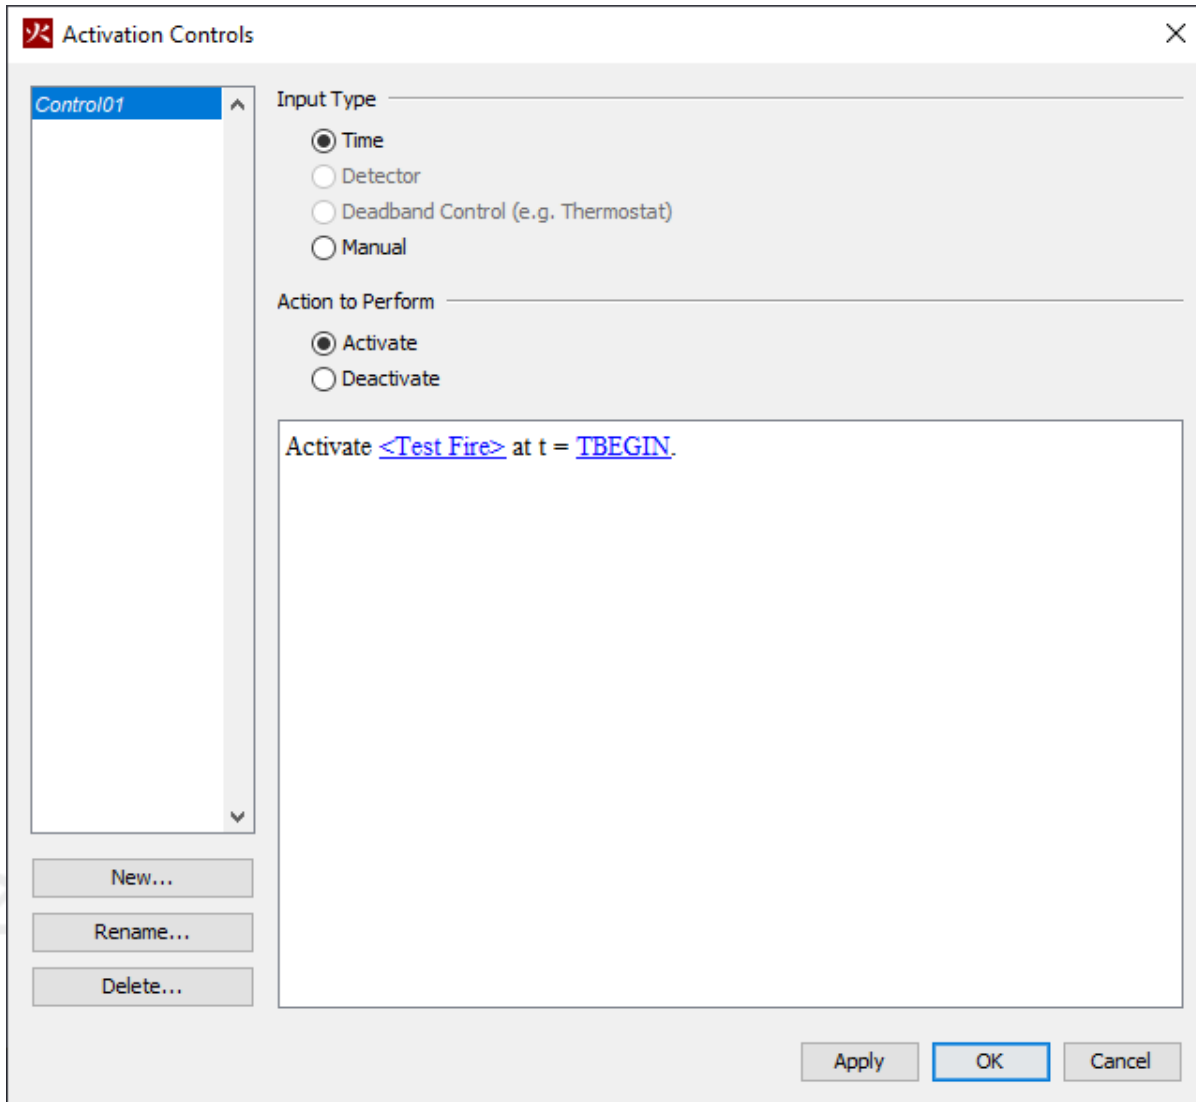 火 Activation Controls
Control01
Input Type
Time
Detector
Deadband Control (e.g. Thermostat)
Manual
Action to Perform
Activate
Deactivate
Activate <Test Fire> at t = TBEGIN.
New...
Rename...
Delete...
Apply
OK
Cancel